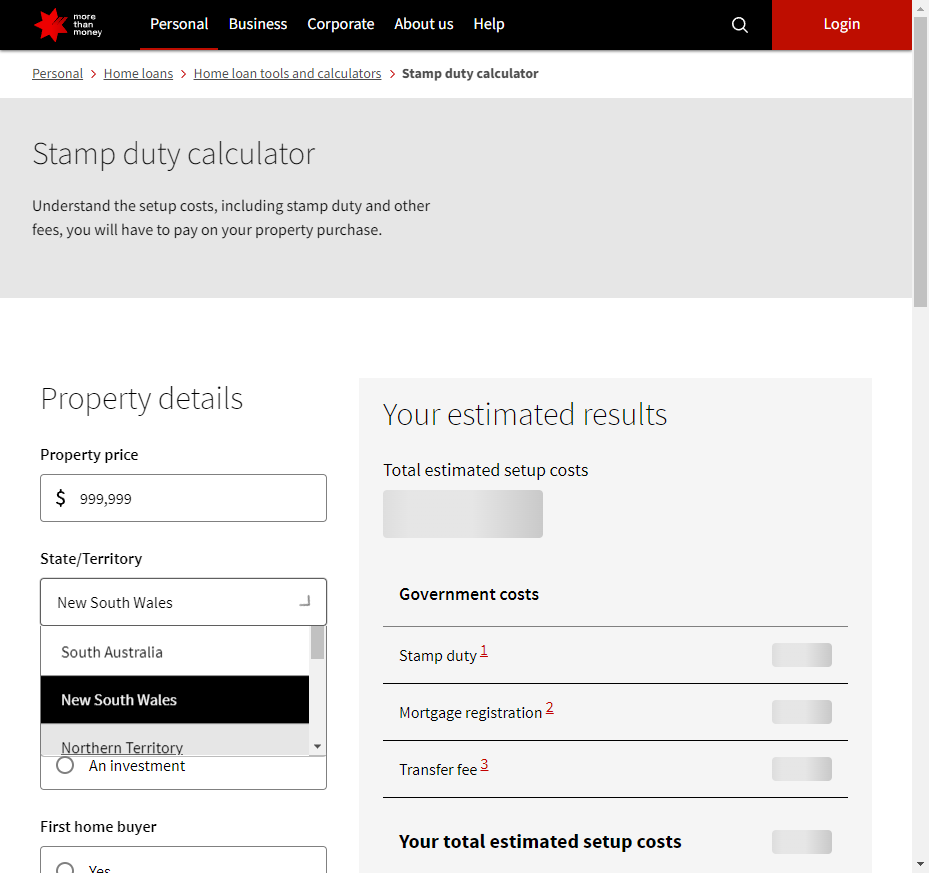 more
than
money
Personal
Business
Corporate
About us
Help
Login
Personal > Home loans > Home loan tools and calculators > Stamp duty calculator
Stamp duty calculator
Understand the setup costs, including stamp duty and other
fees, you will have to pay on your property purchase.
Property details
Property price
$ 999,999
State/Territory
New South Wales
South Australia
New South Wales
Northern Territory
An investment
First home buyer
Yes
Your estimated results
Total estimated setup costs
Government costs
Stamp duty 1
Mortgage registration 2
Transfer fee 3
Your total estimated setup costs